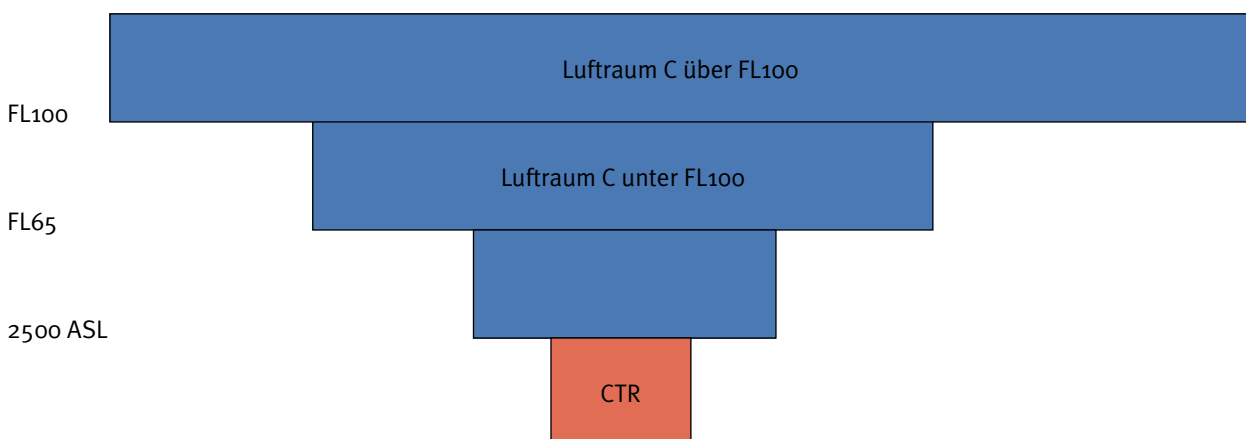 Luftraum C über FL100
FL100
Luftraum C unter FL100
FL65
2500 ASL
CTR